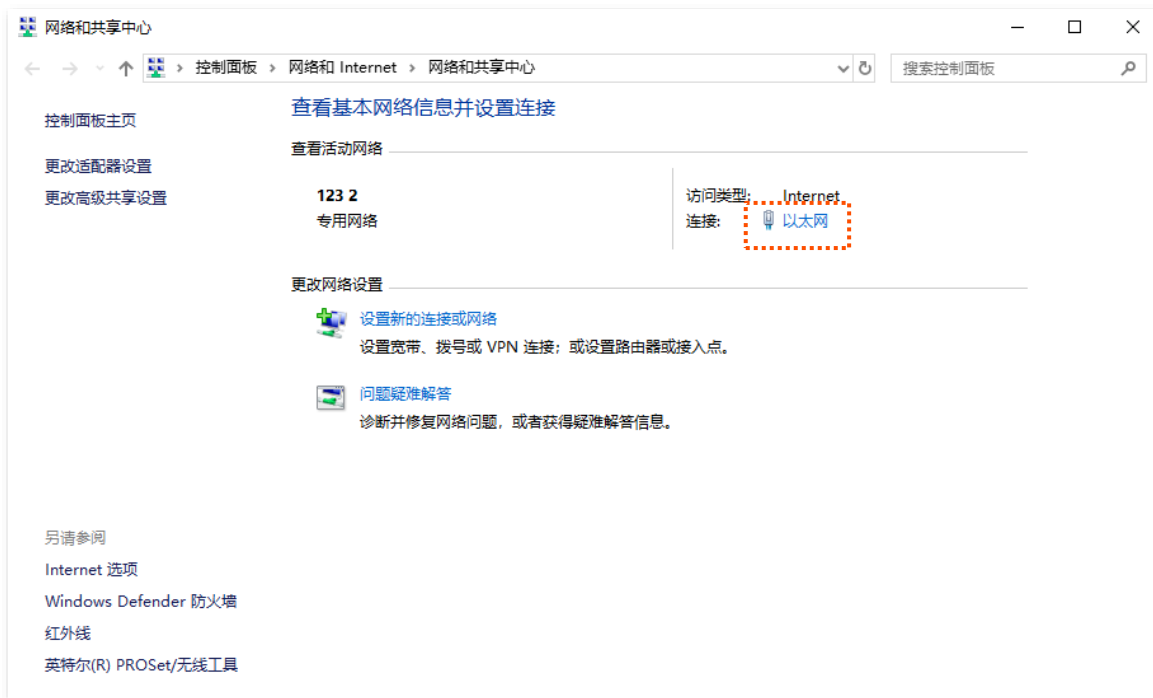 网络和共享中心
控制面板 > 网络和 Internet > 网络和共享中心
搜索控制面板
控制面板主页
更改适配器设置
更改高级共享设置
查看基本网络信息并设置连接
查看活动网络
123 2
专用网络
访问类型: Internet
连接: 以太网
更改网络设置
设置新的连接或网络
设置宽带、拨号或 VPN 连接；或设置路由器或接入点。
问题疑难解答
诊断并修复网络问题，或者获得疑难解答信息。
另请参阅
Internet 选项
Windows Defender 防火墙
红外线
英特尔(R) PROSet/无线工具